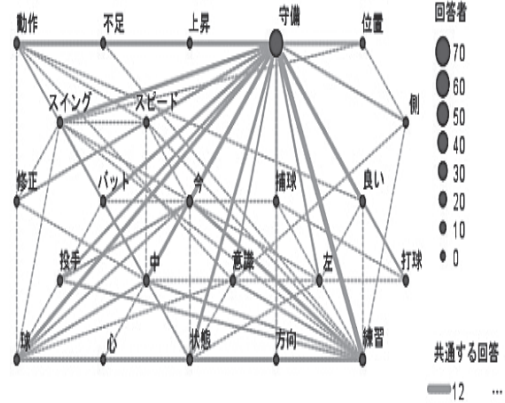 動作 不足 上昇 守備 位置
スイング スピード 側
修正 バット 今 捕球 良い
投手 中 意識 左 打球
球 心 状態 方向 練習
回答者
70
60
50
40
30
20
10
0
共通する回答
12 ...